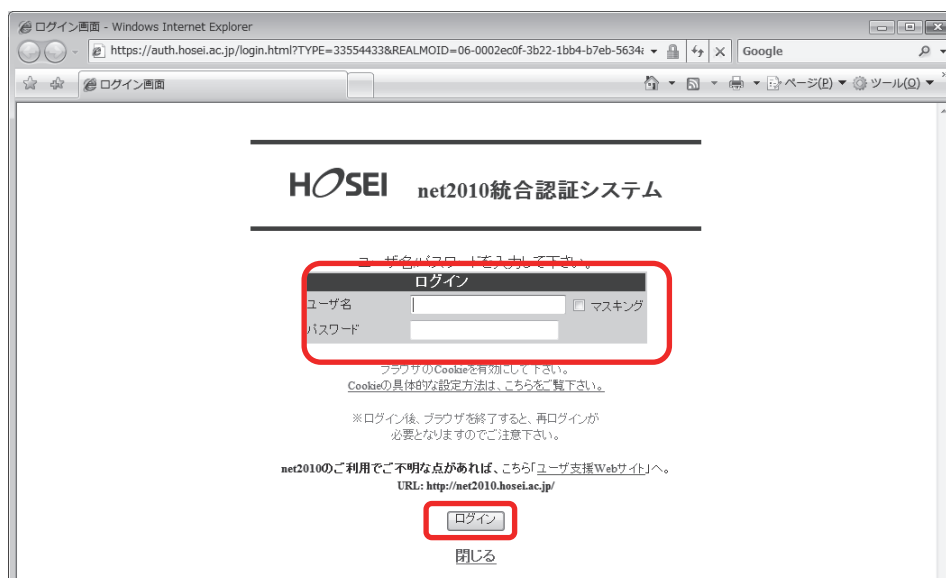 ログイン画面 - Windows Internet Explorer
https://auth.hosei.ac.jp/login.html?TYPE=33554433&REALMOID=06-0002ec0f-3b22-1bb4-b7eb-5634
Google
ログイン画面
ページ(P) ツール(O)
HOSEI net2010統合認証システム
ユーザ名/パスワードを入力して下さい。
ログイン
ユーザ名 マスキング
パスワード
ブラウザのCookieを有効にして下さい。
Cookieの具体的な設定方法は、こちらをご覧下さい。
※ログイン後、ブラウザを終了すると、再ログインが
必要となりますのでご注意下さい。
net2010のご利用でご不明な点があれば、こちら「ユーザ支援Webサイト」へ。
URL: http://net2010.hosei.ac.jp/
ログイン
閉じる